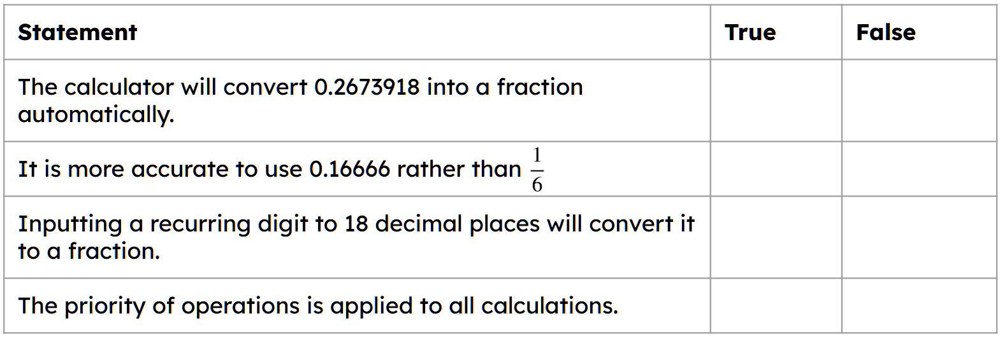 Statement True False
The calculator will convert 0.2673918 into a fraction
automatically.
It is more accurate to use 0.16666 rather than 1/6
Inputting a recurring digit to 18 decimal places will convert it
to a fraction.
The priority of operations is applied to all calculations.